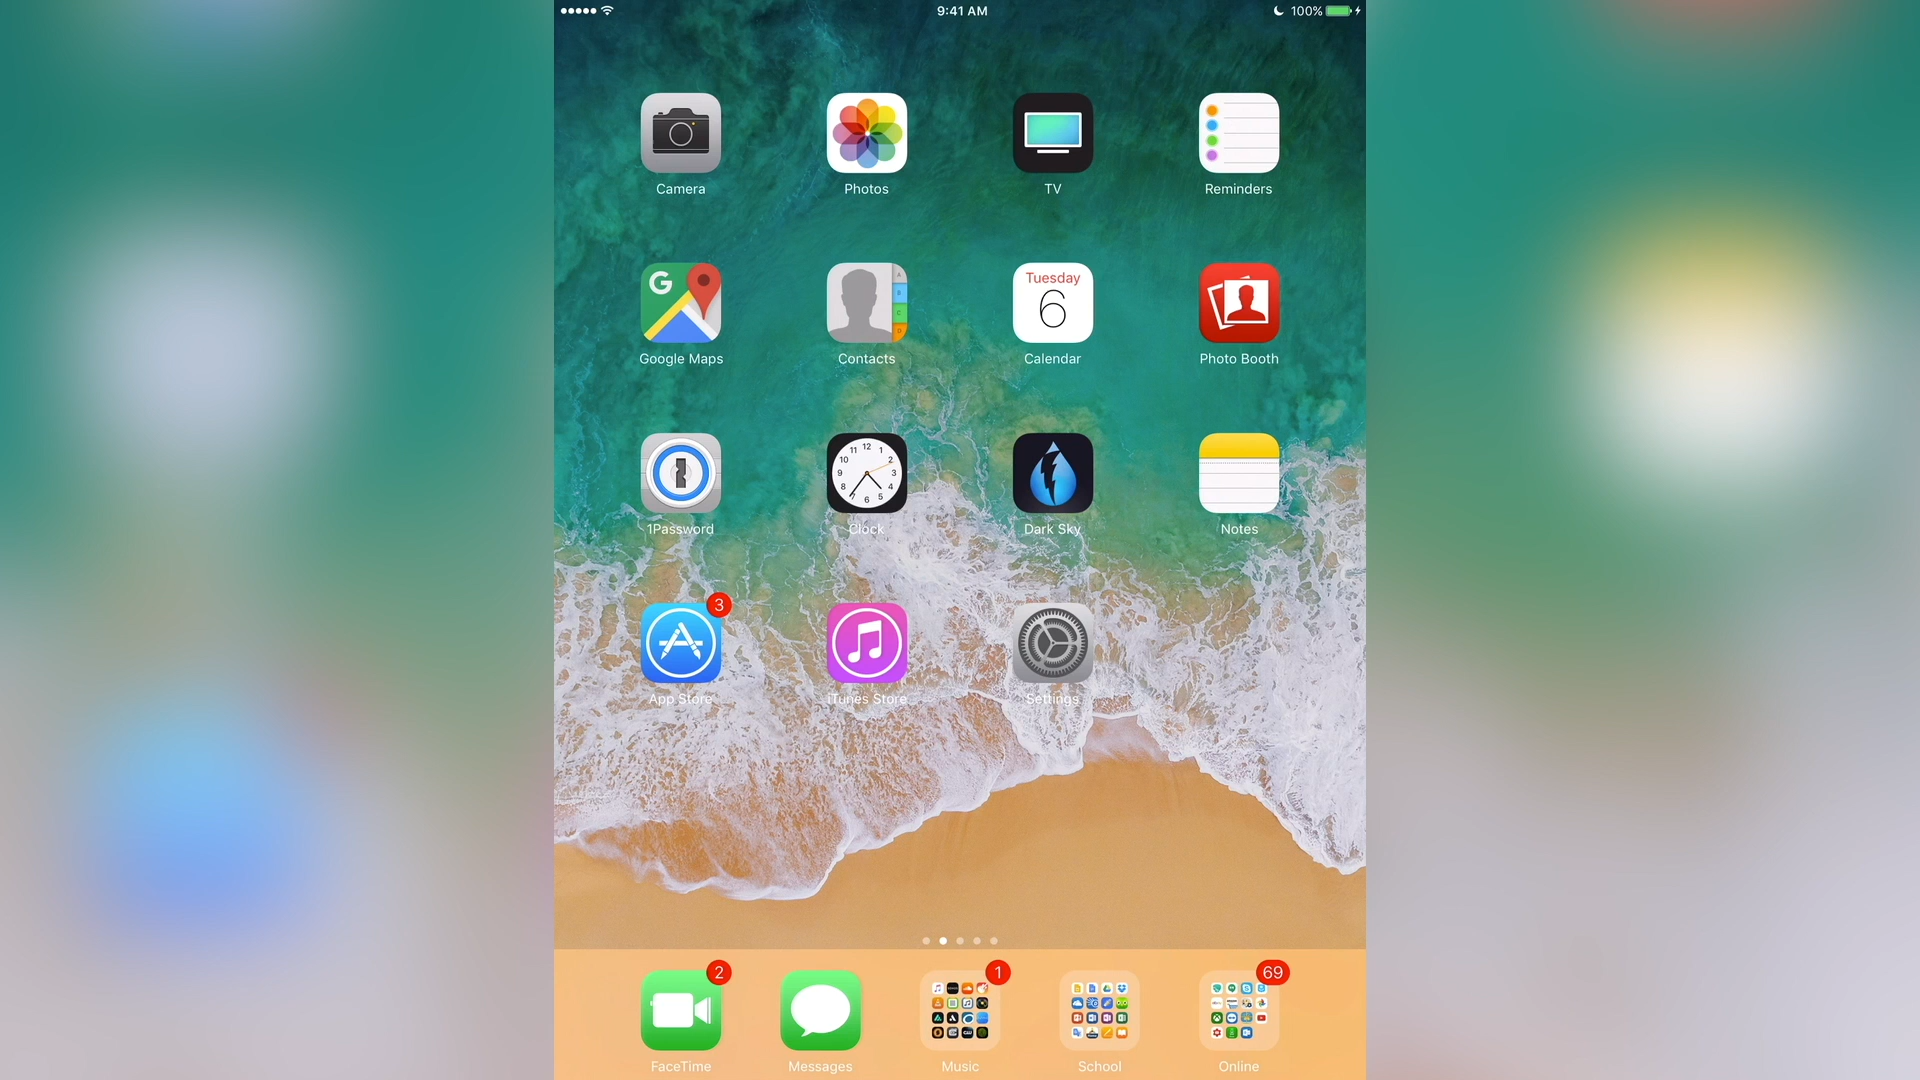 9:41 AM
100%
Camera
Photos
TV
Reminders
G
Tuesday
6
Google Maps
Contacts
Calendar
Photo Booth
1Password
Clock
Dark Sky
Notes
3
App Store
iTunes Store
Settings
2
1
69
FaceTime
Messages
Music
School
Online